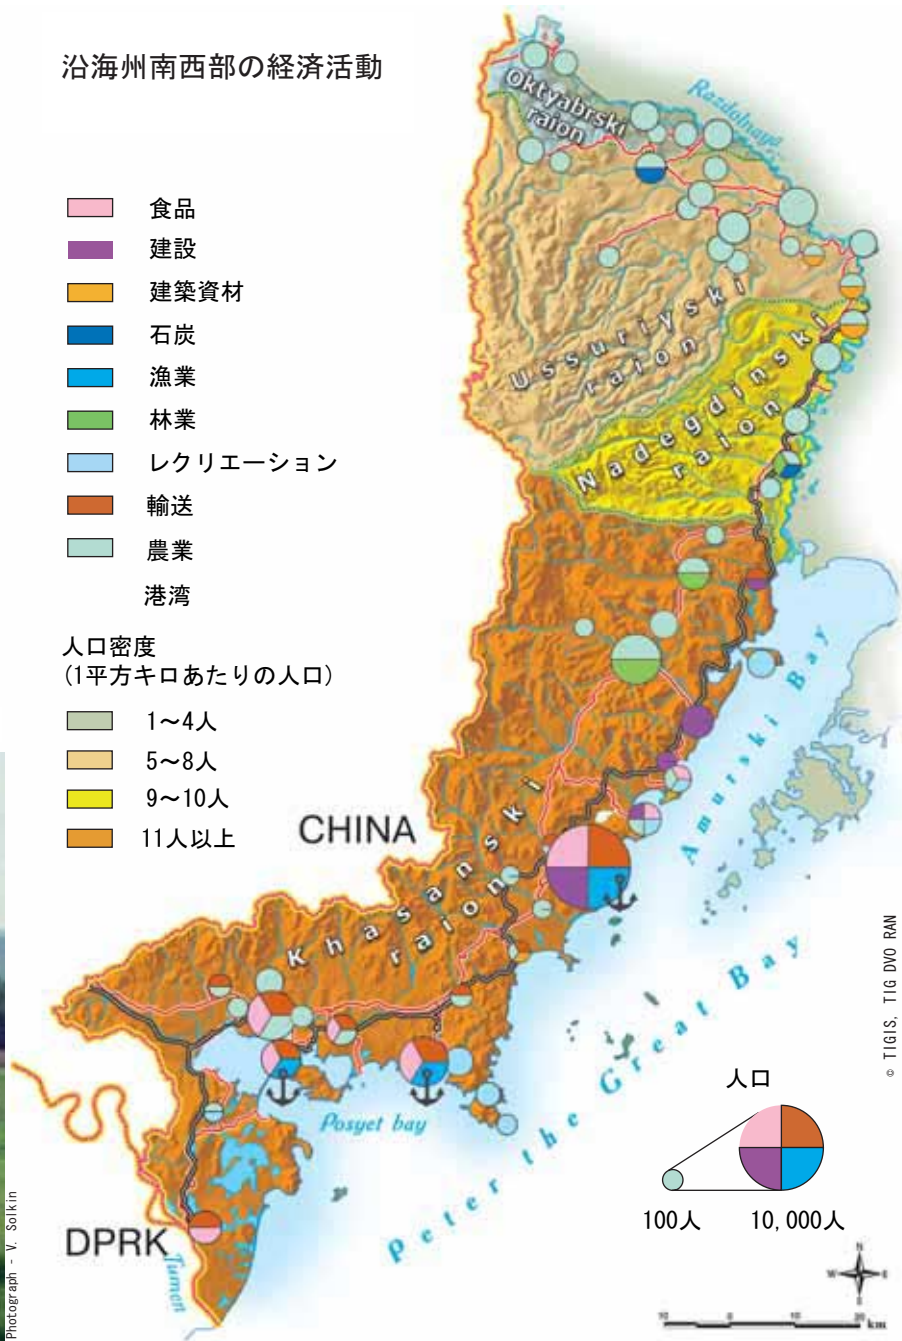 沿海州南西部の経済活動
食品
建設
建築資材
石炭
漁業
林業
レクリエーション
輸送
農業
港湾
人口密度
(1平方キロあたりの人口)
1～4人
5～8人
9～10人
11人以上
Oktyabrski
raion
Razdolnaya
Ussuriyski
raion
Nadegdinski
raion
CHINA
Khasanski
raion
Amurski Bay
Peter the Great Bay
Posyet bay
DPRK
Tumen
人口
100人
10,000人
N
W
E
S
10
0
10
20
km
© TIGIS, TIG DVO RAN
Photograph - V. Solkin